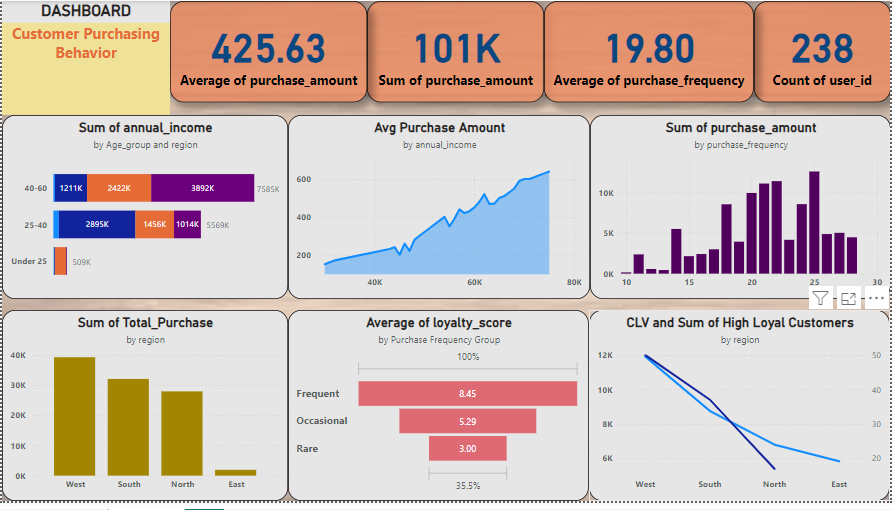 DASHBOARD
Customer Purchasing
Behavior
425.63
Average of purchase_amount
101K
Sum of purchase_amount
19.80
Average of purchase_frequency
238
Count of user_id
Sum of annual_income
by Age_group and region
40-60 1211K 2422K 3892K 7585K
25-40 2895K 1456K 1014K 5569K
Under 25 509K
Avg Purchase Amount
by annual_income
600
400
200
40K 60K 80K
Sum of purchase_amount
by purchase_frequency
10K
5K
0K
10 15 20 25 30
Sum of Total_Purchase
by region
40K
30K
20K
10K
0K
West South North East
Average of loyalty_score
by Purchase Frequency Group
100%
Frequent 8.45
Occasional 5.29
Rare 3.00
35.5%
CLV and Sum of High Loyal Customers
by region
12K 50
10K 40
8K 30
6K 20
West South North East